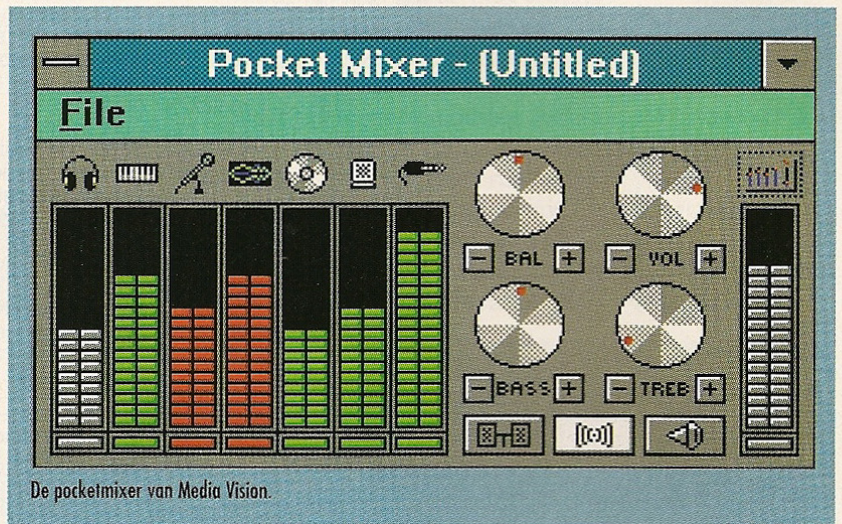 Pocket Mixer - (Untitled)
File
- BAL + - VOL +
- BASS + - TREB +
De pocketmixer van Media Vision.